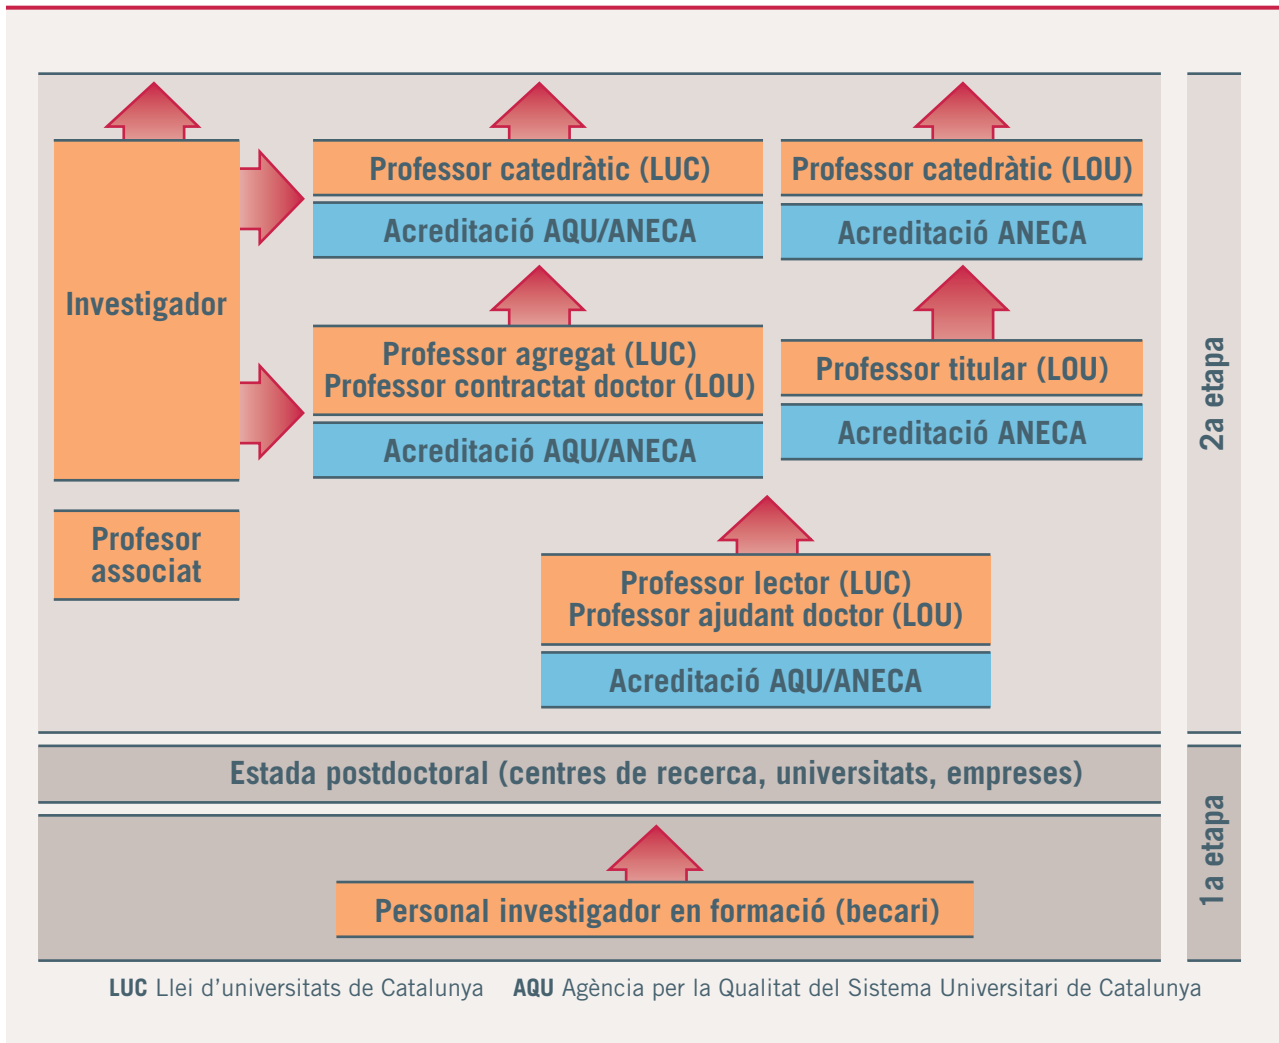 Investigador
Profesor
associat
Professor catedràtic (LUC)
Acreditació AQU/ANECA
Professor agregat (LUC)
Professor contractat doctor (LOU)
Acreditació AQU/ANECA
Professor catedràtic (LOU)
Acreditació ANECA
Professor titular (LOU)
Acreditació ANECA
Professor lector (LUC)
Professor ajudant doctor (LOU)
Acreditació AQU/ANECA
2a etapa
Estada postdoctoral (centres de recerca, universitats, empreses)
Personal investigador en formació (becari)
1a etapa
LUC Llei d'universitats de Catalunya AQU Agència per la Qualitat del Sistema Universitari de Catalunya